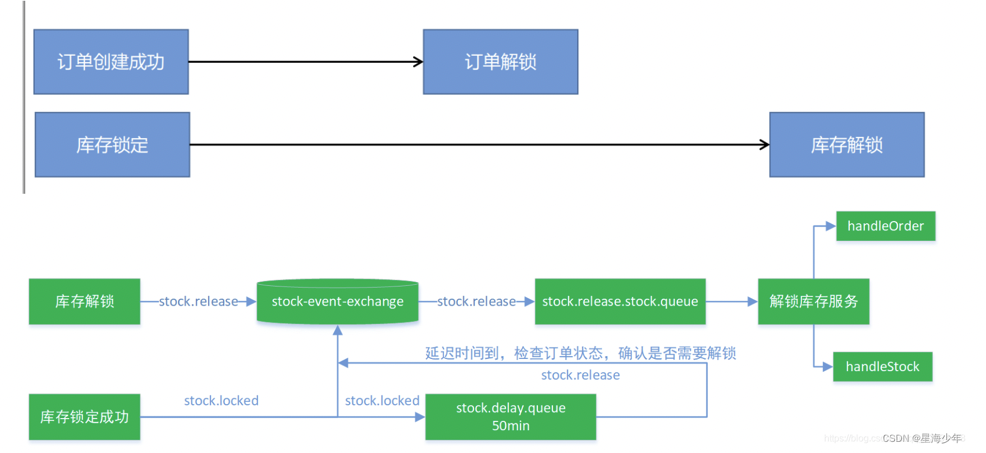 订单创建成功
订单解锁
库存锁定
库存解锁
handleOrder
库存解锁
stock.release
stock-event-exchange
stock.release
stock.release.stock.queue
解锁库存服务
延迟时间到，检查订单状态，确认是否需要解锁
stock.release
handleStock
库存锁定成功
stock.locked
stock.locked
stock.delay.queue
50min
CSDN @星海少年